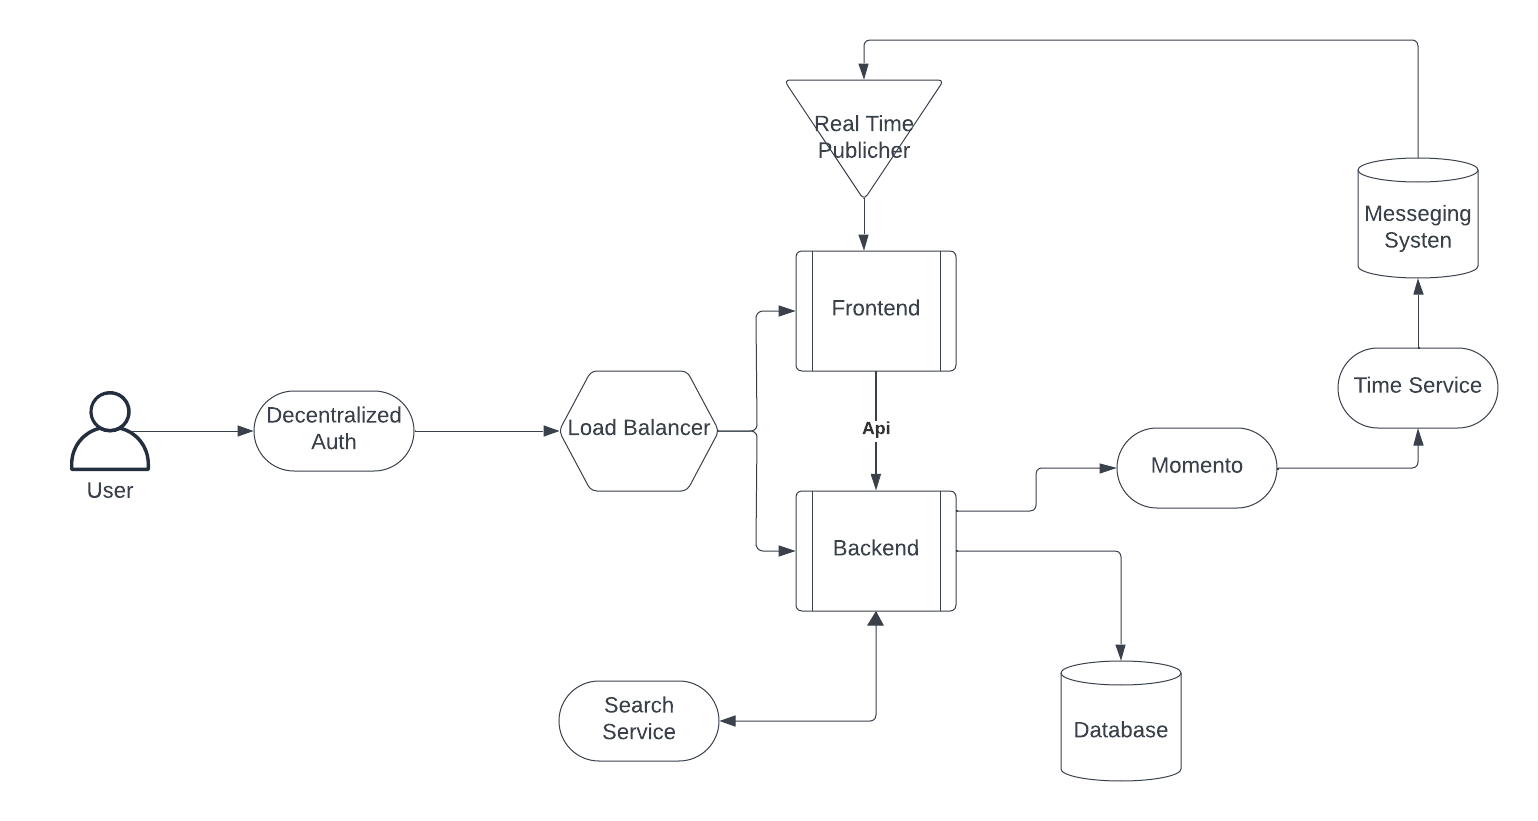 Real Time
Publicher
Messeging
Systen
Frontend
Time Service
Decentralized
Auth
Load Balancer
Api
Momento
User
Backend
Search
Service
Database